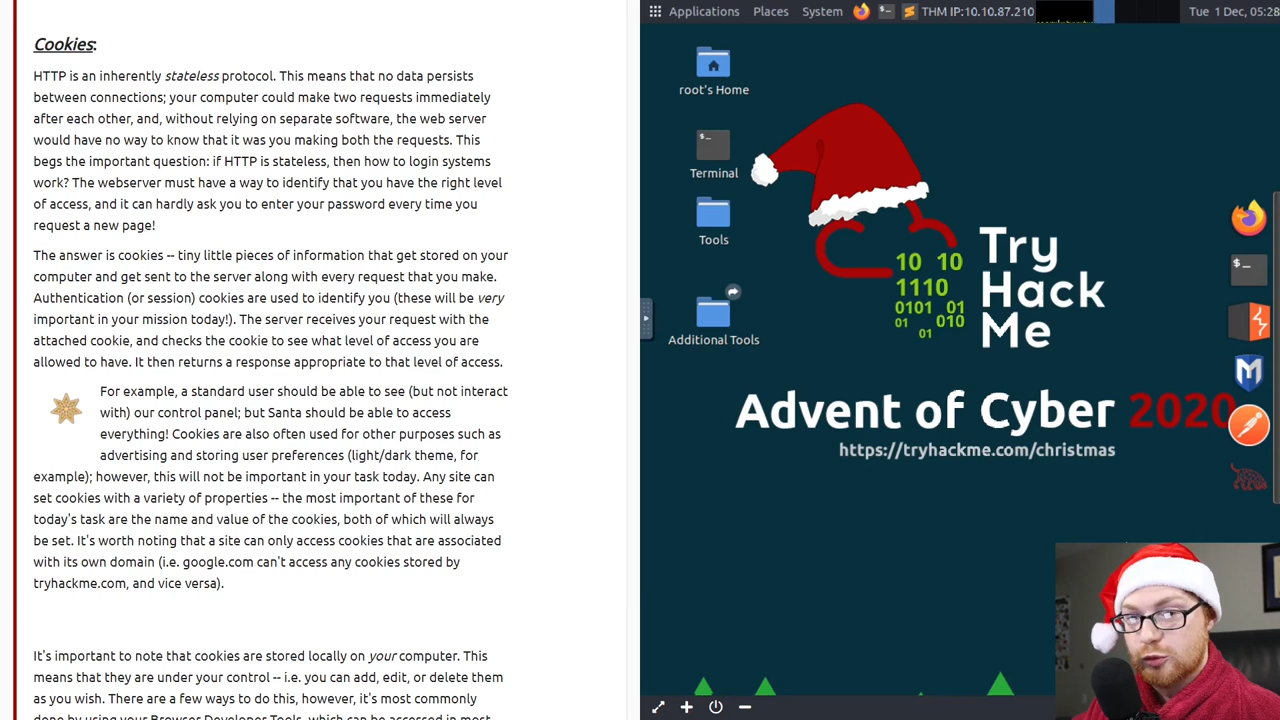 Cookies:
HTTP is an inherently stateless protocol. This means that no data persists
between connections; your computer could make two requests immediately
after each other, and, without relying on separate software, the web server
would have no way to know that it was you making both the requests. This
begs the important question: if HTTP is stateless, then how to login systems
work? The webserver must have a way to identify that you have the right level
of access, and it can hardly ask you to enter your password every time you
request a new page!
The answer is cookies -- tiny little pieces of information that get stored on your
computer and get sent to the server along with every request that you make.
Authentication (or session) cookies are used to identify you (these will be very
important in your mission today!). The server receives your request with the
attached cookie, and checks the cookie to see what level of access you are
allowed to have. It then returns a response appropriate to that level of access.
For example, a standard user should be able to see (but not interact
with) our control panel; but Santa should be able to access
everything! Cookies are also often used for other purposes such as
advertising and storing user preferences (light/dark theme, for
example); however, this will not be important in your task today. Any site can
set cookies with a variety of properties -- the most important of these for
today's task are the name and value of the cookies, both of which will always
be set. It's worth noting that a site can only access cookies that are associated
with its own domain (i.e. google.com can't access any cookies stored by
tryhackme.com, and vice versa).
It's important to note that cookies are stored locally on your computer. This
means that they are under your control -- i.e. you can add, edit, or delete them
as you wish. There are a few ways to do this, however, it's most commonly
done by using your Browser Developer Tools, which can be accessed in most
Applications Places System THM IP:10.10.87.210 Tue 1 Dec, 05:28
root's Home
Terminal
Tools
Additional Tools
10 10
1110
0101 01
01 010
01
Try
Hack
Me
Advent of Cyber 2020
https://tryhackme.com/christmas